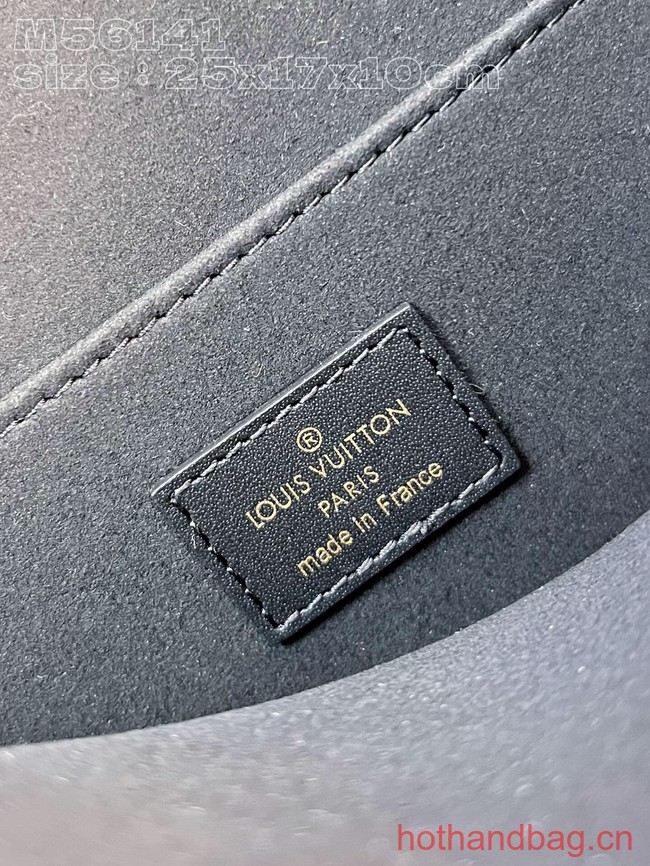 M56141
size : 25x17x10cm
®
LOUIS VUITTON
PARIS
made in France
hothandbag.cn